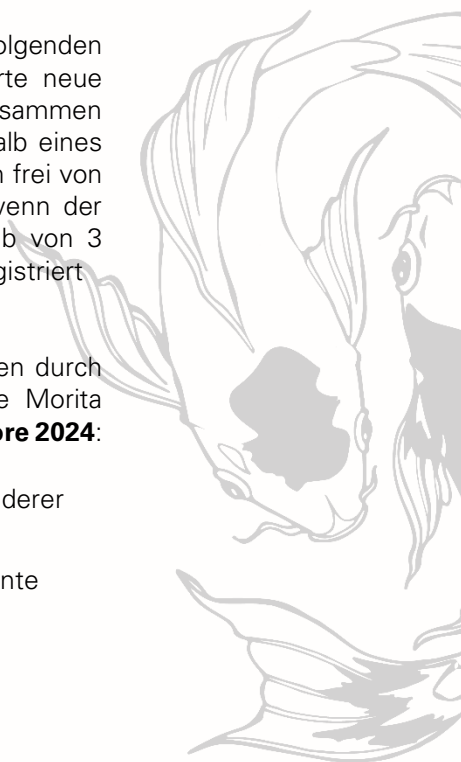 olgenden
rte neue
sammen
alb eines
n frei von
venn der
b von 3
gistriert
en durch
e Morita
ore 2024:
derer
nte